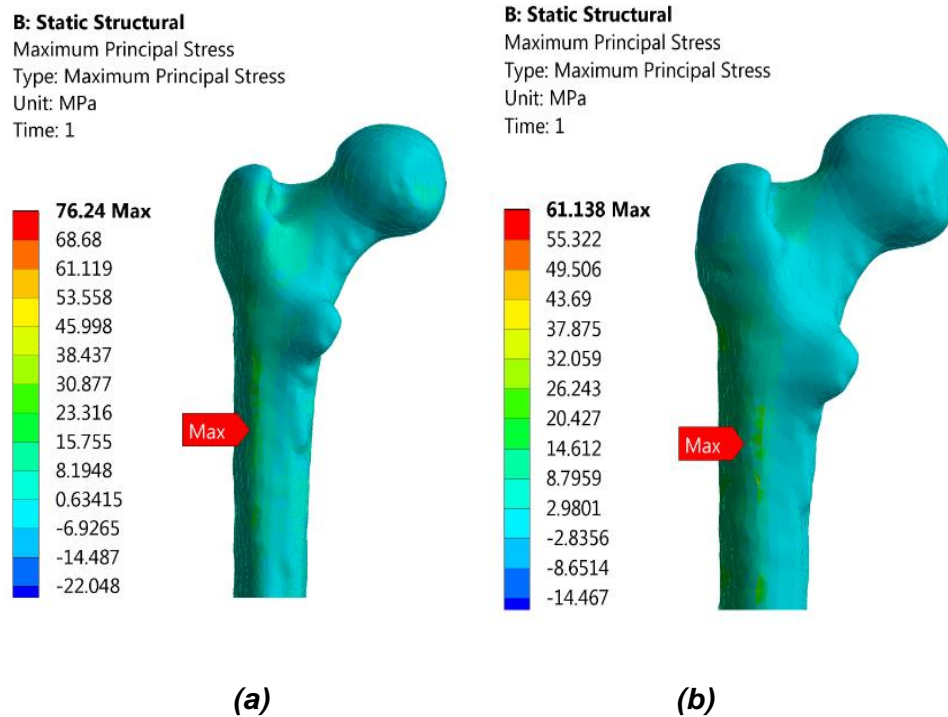 B: Static Structural
Maximum Principal Stress
Type: Maximum Principal Stress
Unit: MPa
Time: 1
76.24 Max
68.68
61.119
53.558
45.998
38.437
30.877
23.316
15.755
8.1948
0.63415
-6.9265
-14.487
-22.048
Max
(a)
B: Static Structural
Maximum Principal Stress
Type: Maximum Principal Stress
Unit: MPa
Time: 1
61.138 Max
55.322
49.506
43.69
37.875
32.059
26.243
20.427
14.612
8.7959
2.9801
-2.8356
-8.6514
-14.467
Max
(b)